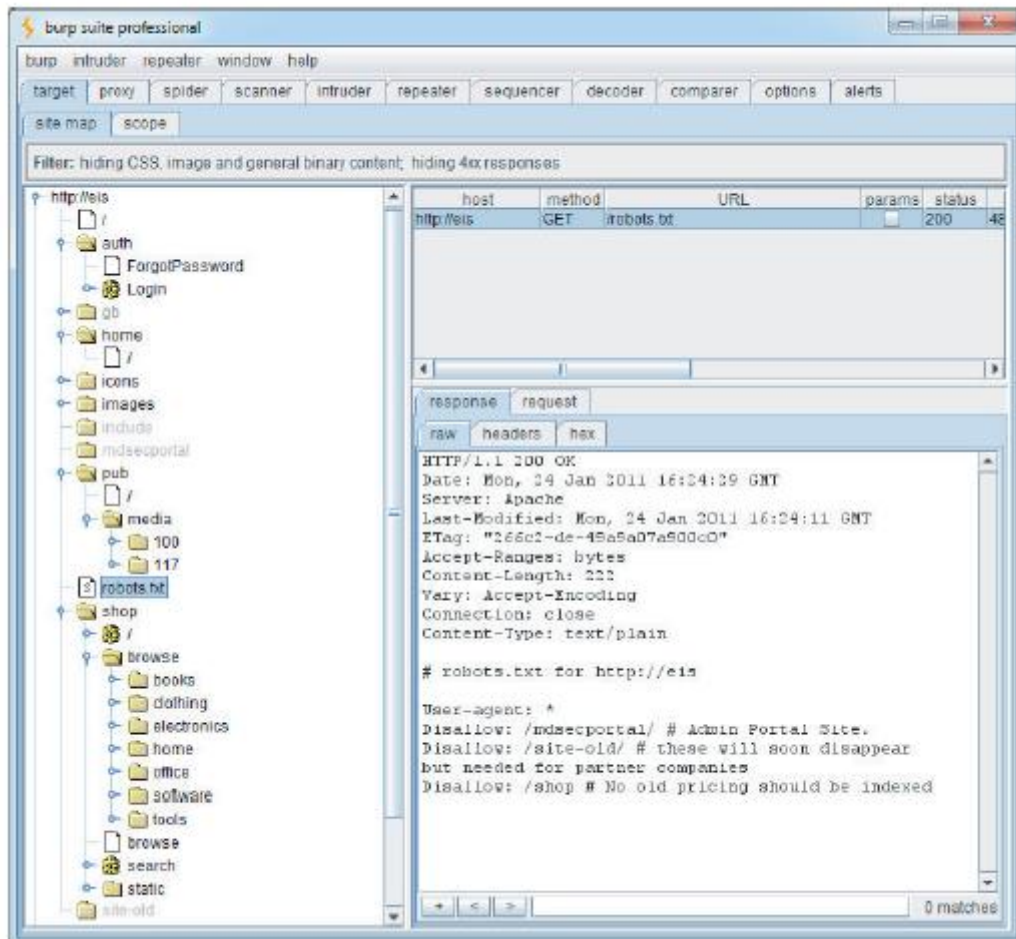 burp suite professional
burp intruder repeater window help
target proxy spider scanner intruder repeater sequencer decoder comparer options alerts
site map scope
Filter: hiding CSS, image and general binary content; hiding 4xx responses
http://eis
/
auth
ForgotPassword
Login
gb
home
/
icons
images
include
mdsecportal
pub
/
media
100
117
robots.txt
shop
/
browse
books
clothing
electronics
home
office
software
tools
browse
search
static
site-old
host method URL params status
http://eis GET /robots.txt 200 48
response request
raw headers hex
HTTP/1.1 200 OK
Date: Mon, 24 Jan 2011 16:24:29 GMT
Server: Apache
Last-Modified: Mon, 24 Jan 2011 16:24:11 GMT
ETag: "266c2-de-49a9a07a900c0"
Accept-Ranges: bytes
Content-Length: 222
Vary: Accept-Encoding
Connection: close
Content-Type: text/plain
# robots.txt for http://eis
User-agent: *
Disallow: /mdsecportal/ # Admin Portal Site.
Disallow: /site-old/ # these will soon disappear
but needed for partner companies
Disallow: /shop # No old pricing should be indexed
+ < > 0 matches